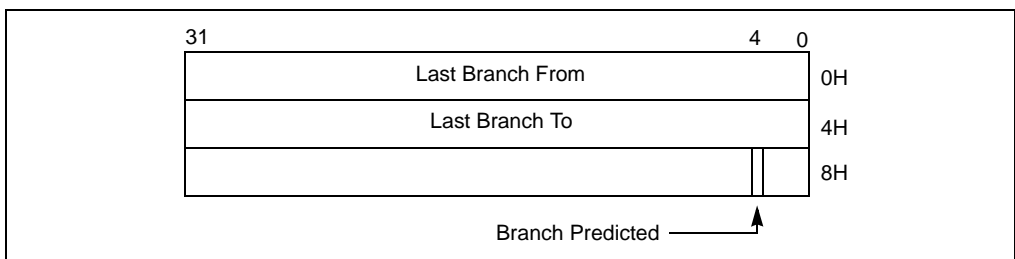 31 4 0
Last Branch From 0H
Last Branch To 4H
8H
Branch Predicted